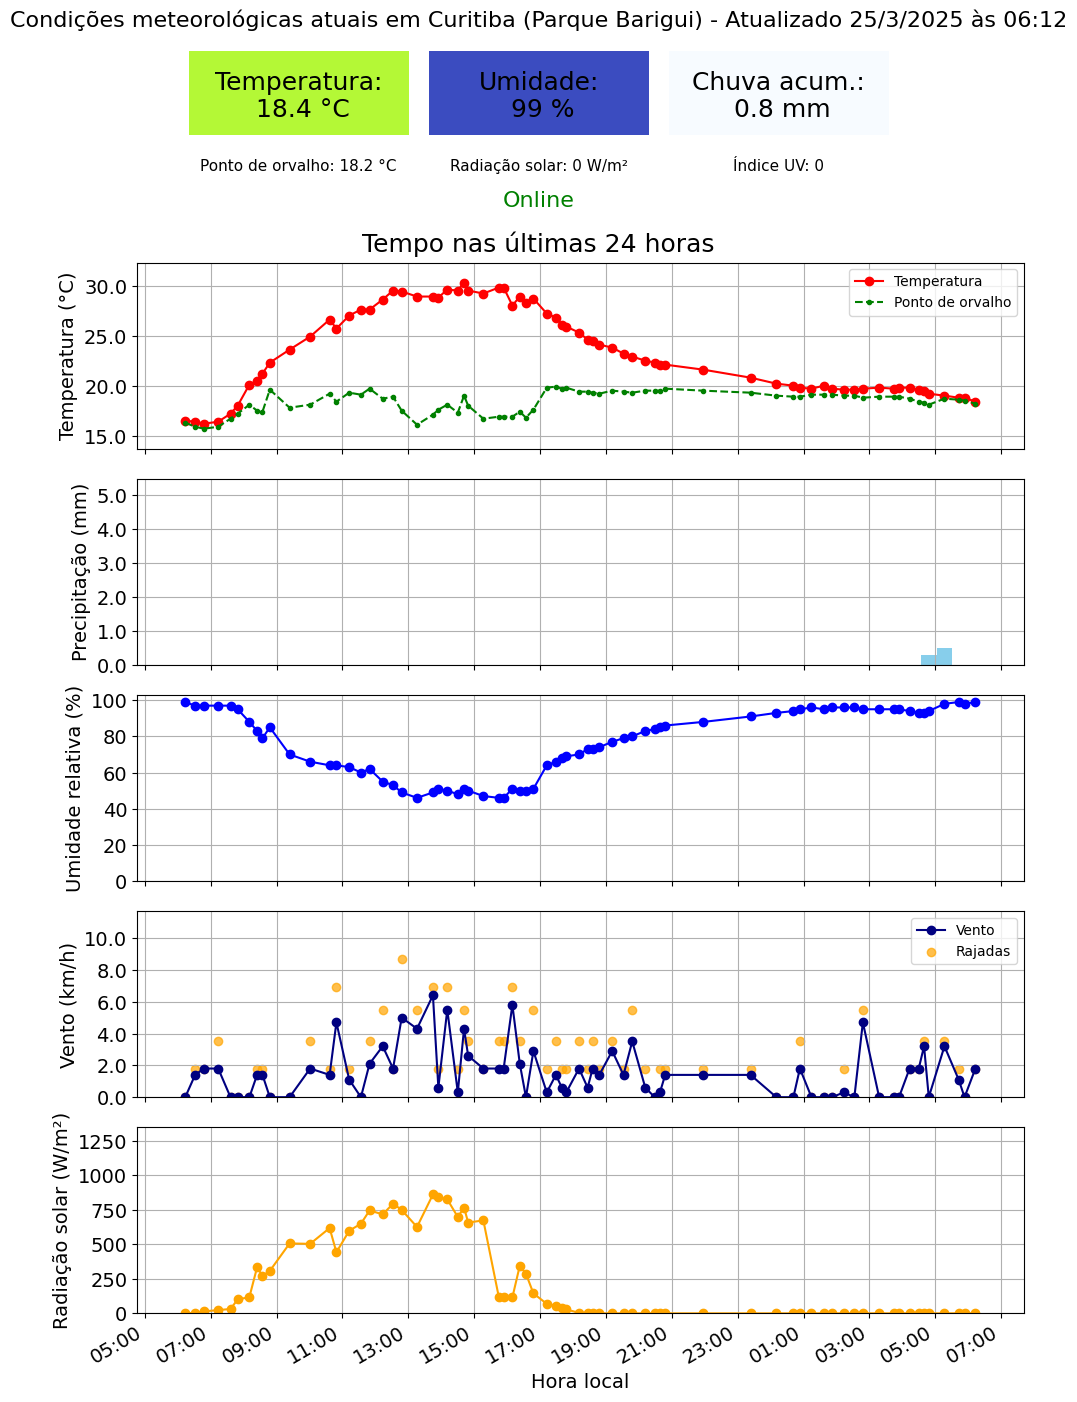 Condições meteorológicas atuais em Curitiba (Parque Barigui) - Atualizado 25/3/2025 às 06:12
Temperatura:
18.4 °C
Umidade:
99 %
Chuva acum.:
0.8 mm
Ponto de orvalho: 18.2 °C
Radiação solar: 0 W/m²
Índice UV: 0
Online
Tempo nas últimas 24 horas
Temperatura (°C)
30.0
25.0
20.0
15.0
Temperatura
Ponto de orvalho
Precipitação (mm)
5.0
4.0
3.0
2.0
1.0
0.0
Umidade relativa (%)
100
80
60
40
20
0
Vento (km/h)
10.0
8.0
6.0
4.0
2.0
0.0
Vento
Rajadas
Radiação solar (W/m²)
1250
1000
750
500
250
0
05:00
07:00
09:00
11:00
13:00
15:00
17:00
19:00
21:00
23:00
01:00
03:00
05:00
07:00
Hora local